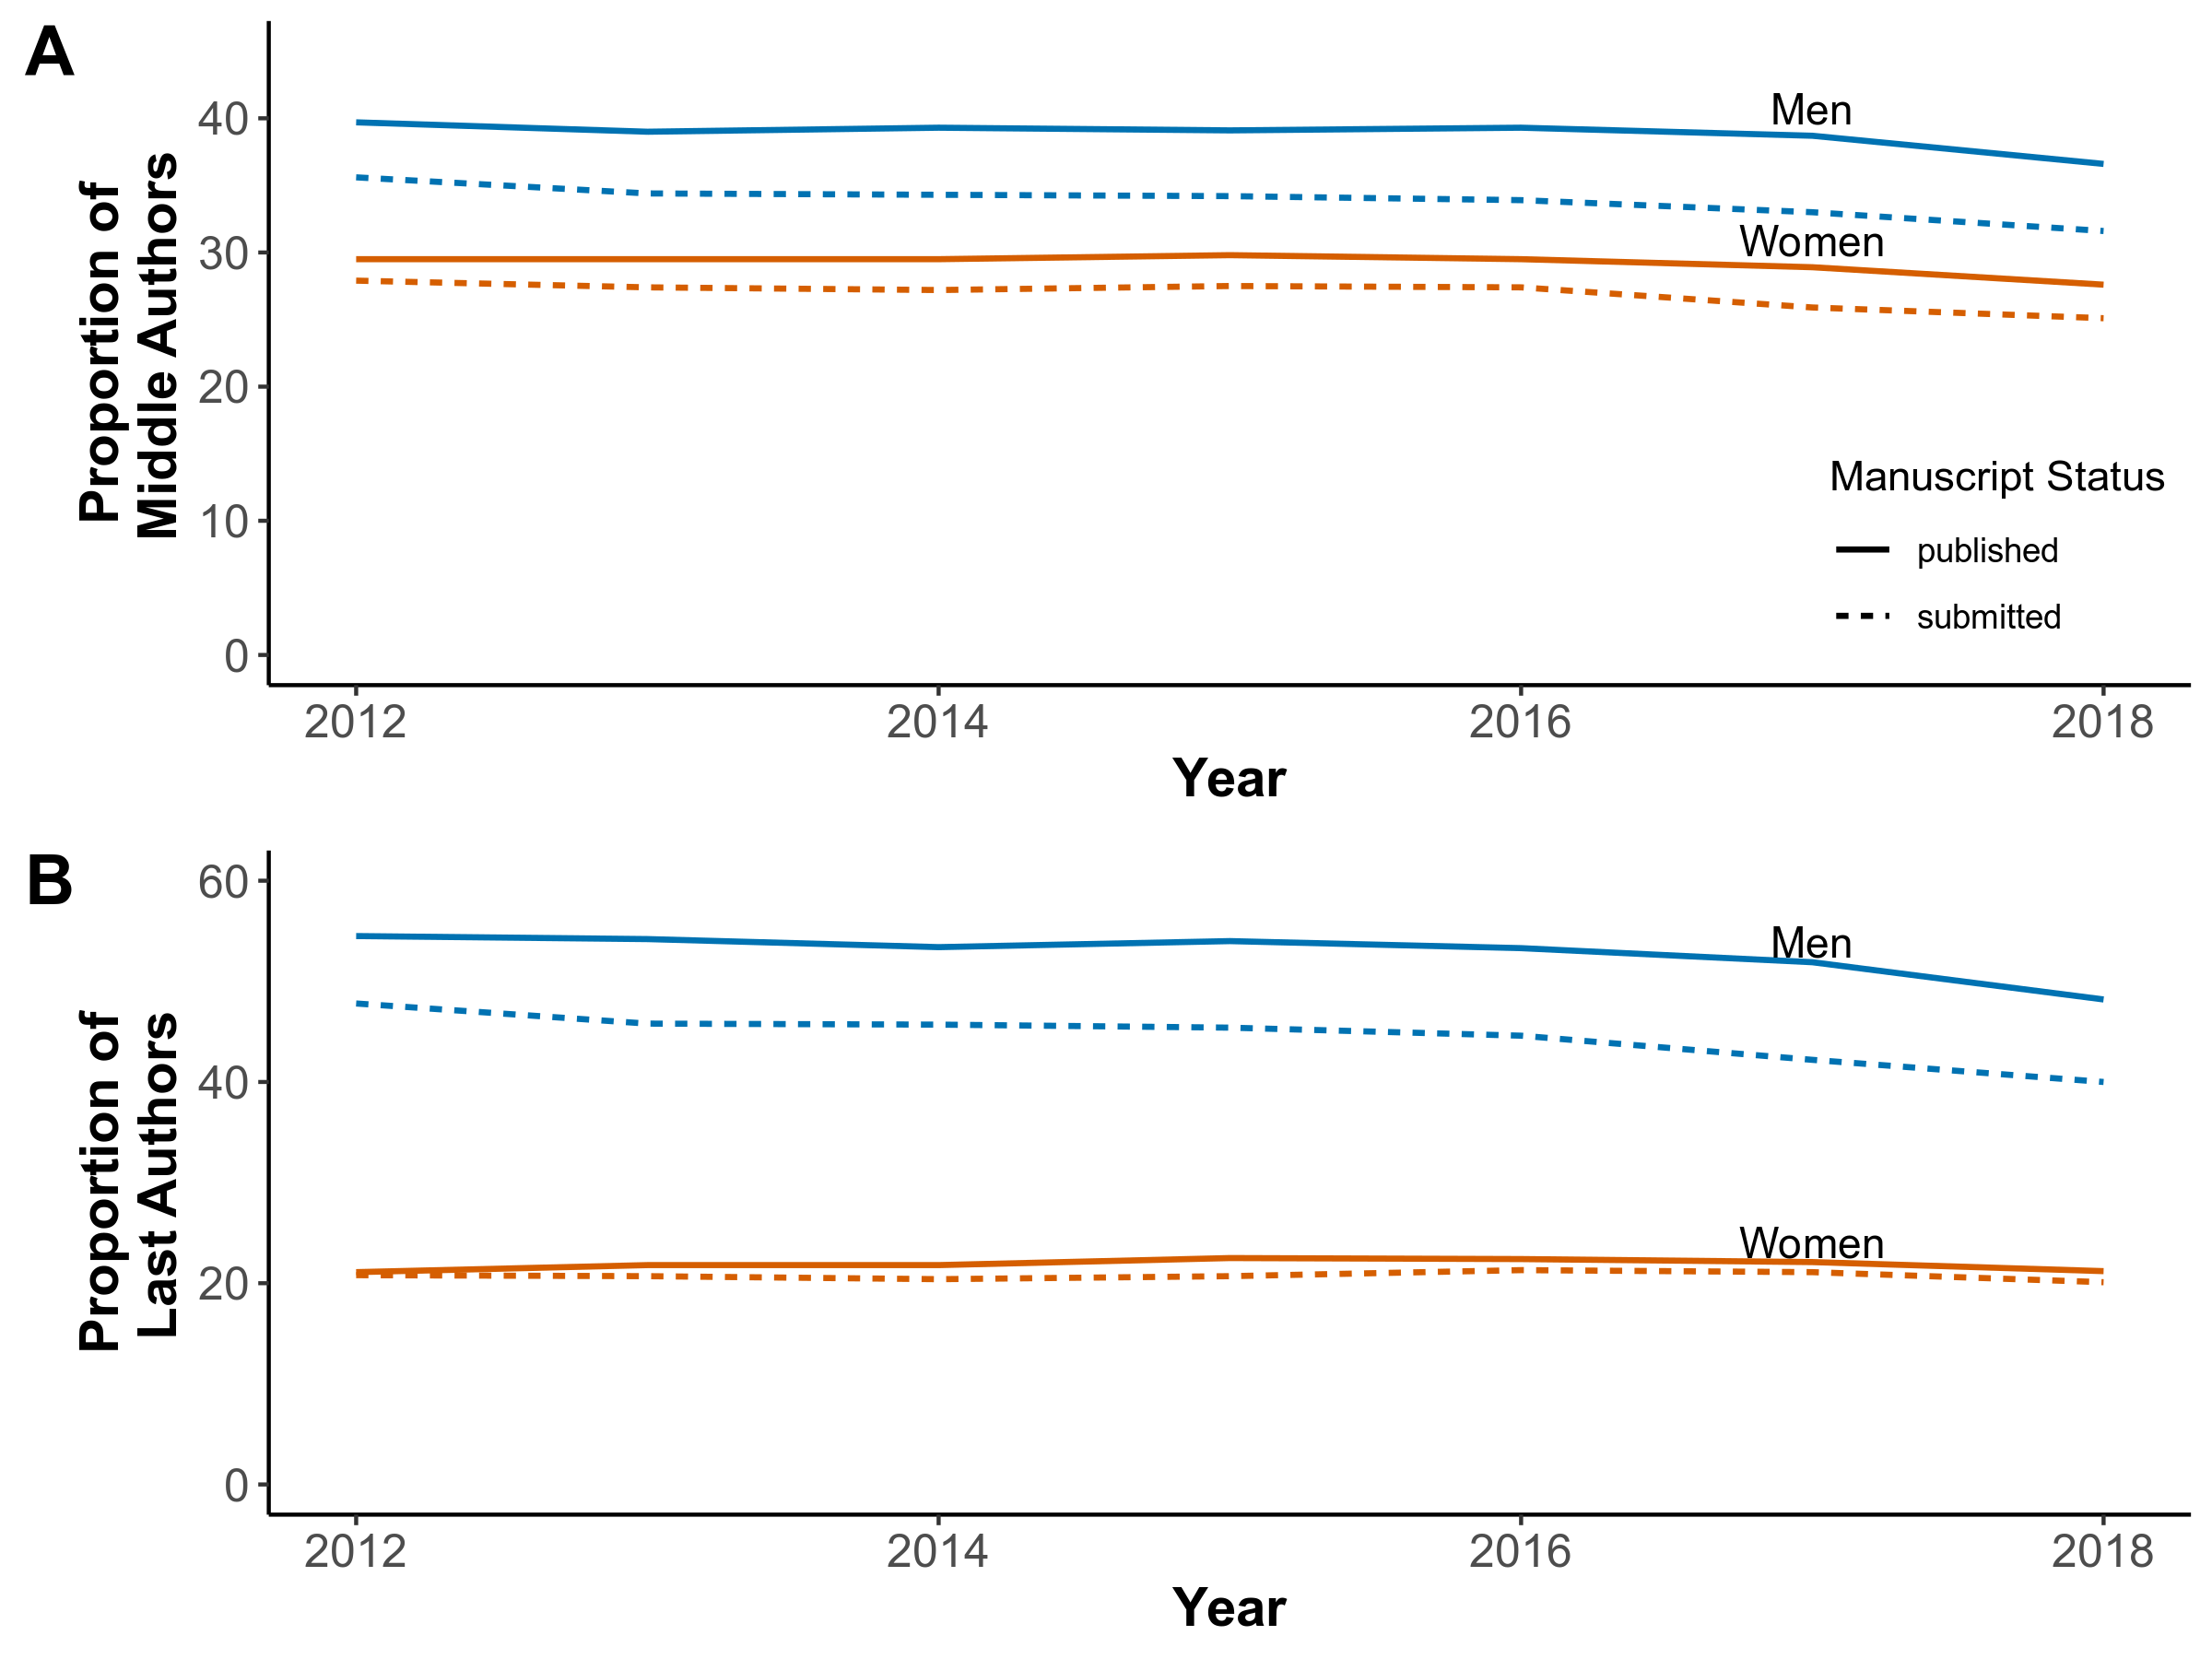 A
Proportion of
Middle Authors
40
30
20
10
0
Men
Women
Manuscript Status
published
submitted
2012
2014
2016
2018
Year
B
Proportion of
Last Authors
60
40
20
0
Men
Women
2012
2014
2016
2018
Year